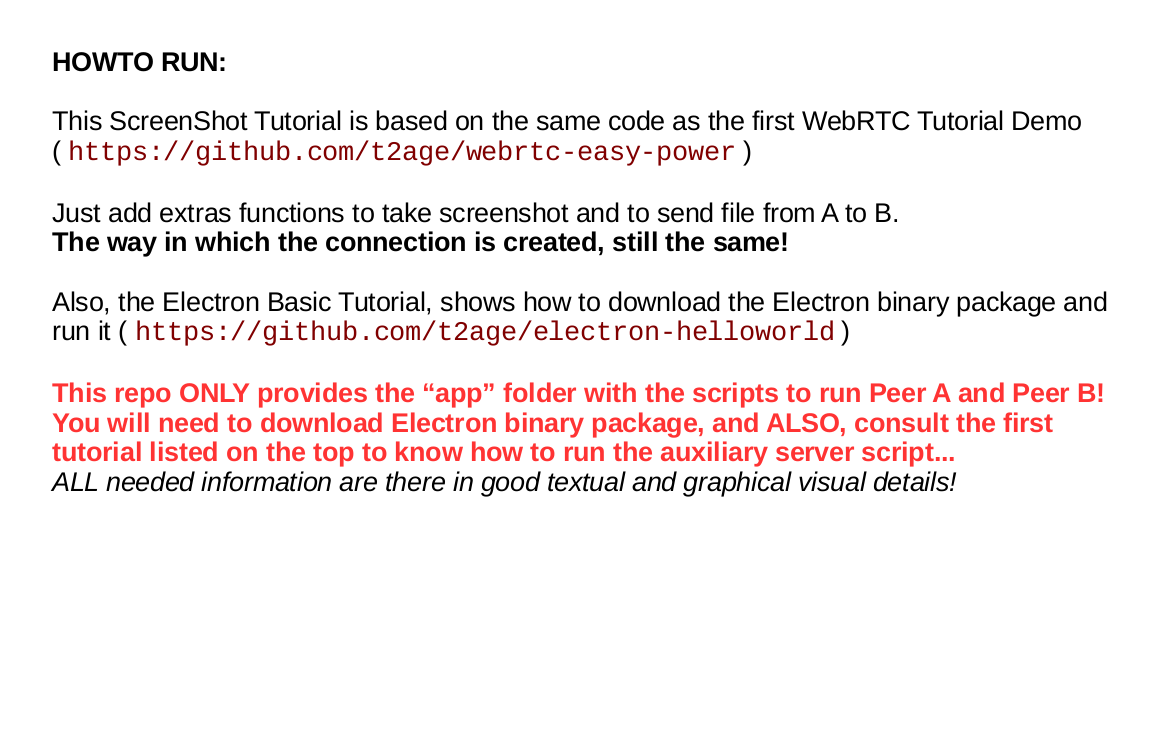 HOWTO RUN:
This ScreenShot Tutorial is based on the same code as the first WebRTC Tutorial Demo
( https://github.com/t2age/webrtc-easy-power )
Just add extras functions to take screenshot and to send file from A to B.
The way in which the connection is created, still the same!
Also, the Electron Basic Tutorial, shows how to download the Electron binary package and
run it ( https://github.com/t2age/electron-helloworld )
This repo ONLY provides the “app” folder with the scripts to run Peer A and Peer B!
You will need to download Electron binary package, and ALSO, consult the first
tutorial listed on the top to know how to run the auxiliary server script...
ALL needed information are there in good textual and graphical visual details!